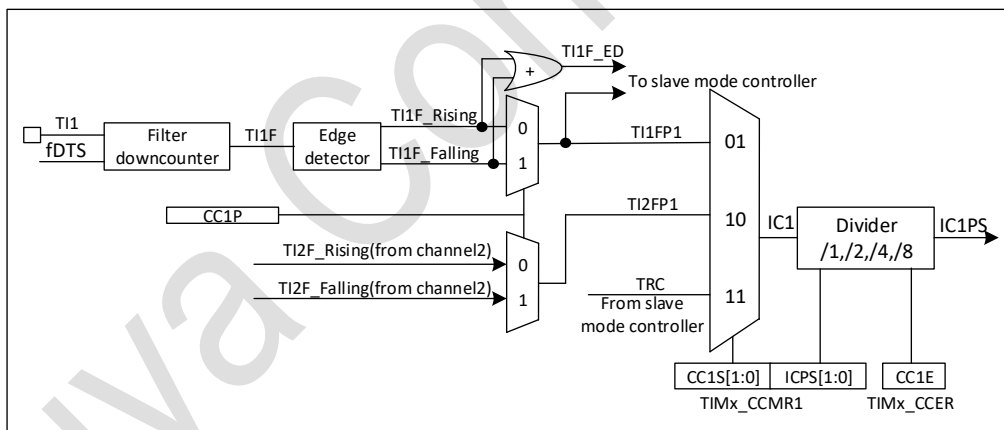 TI1F_ED
+
To slave mode controller
TI1
fDTS
Filter
downcounter
TI1F
Edge
detector
TI1F_Rising
TI1F_Falling
0
1
TI1FP1
01
CC1P
TI2FP1
10
IC1
Divider
/1,/2,/4,/8
IC1PS
TI2F_Rising(from channel2)
TI2F_Falling(from channel2)
0
1
TRC
From slave
mode controller
11
CC1S[1:0]
ICPS[1:0]
CC1E
TIMx_CCMR1
TIMx_CCER